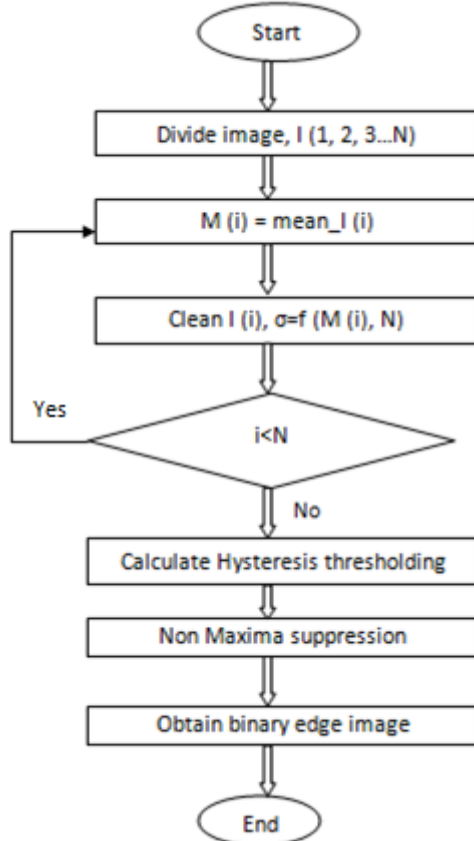 Start
Divide image, I (1, 2, 3...N)
M (i) = mean_I (i)
Clean I (i), σ=f (M (i), N)
Yes
i<N
No
Calculate Hysteresis thresholding
Non Maxima suppression
Obtain binary edge image
End